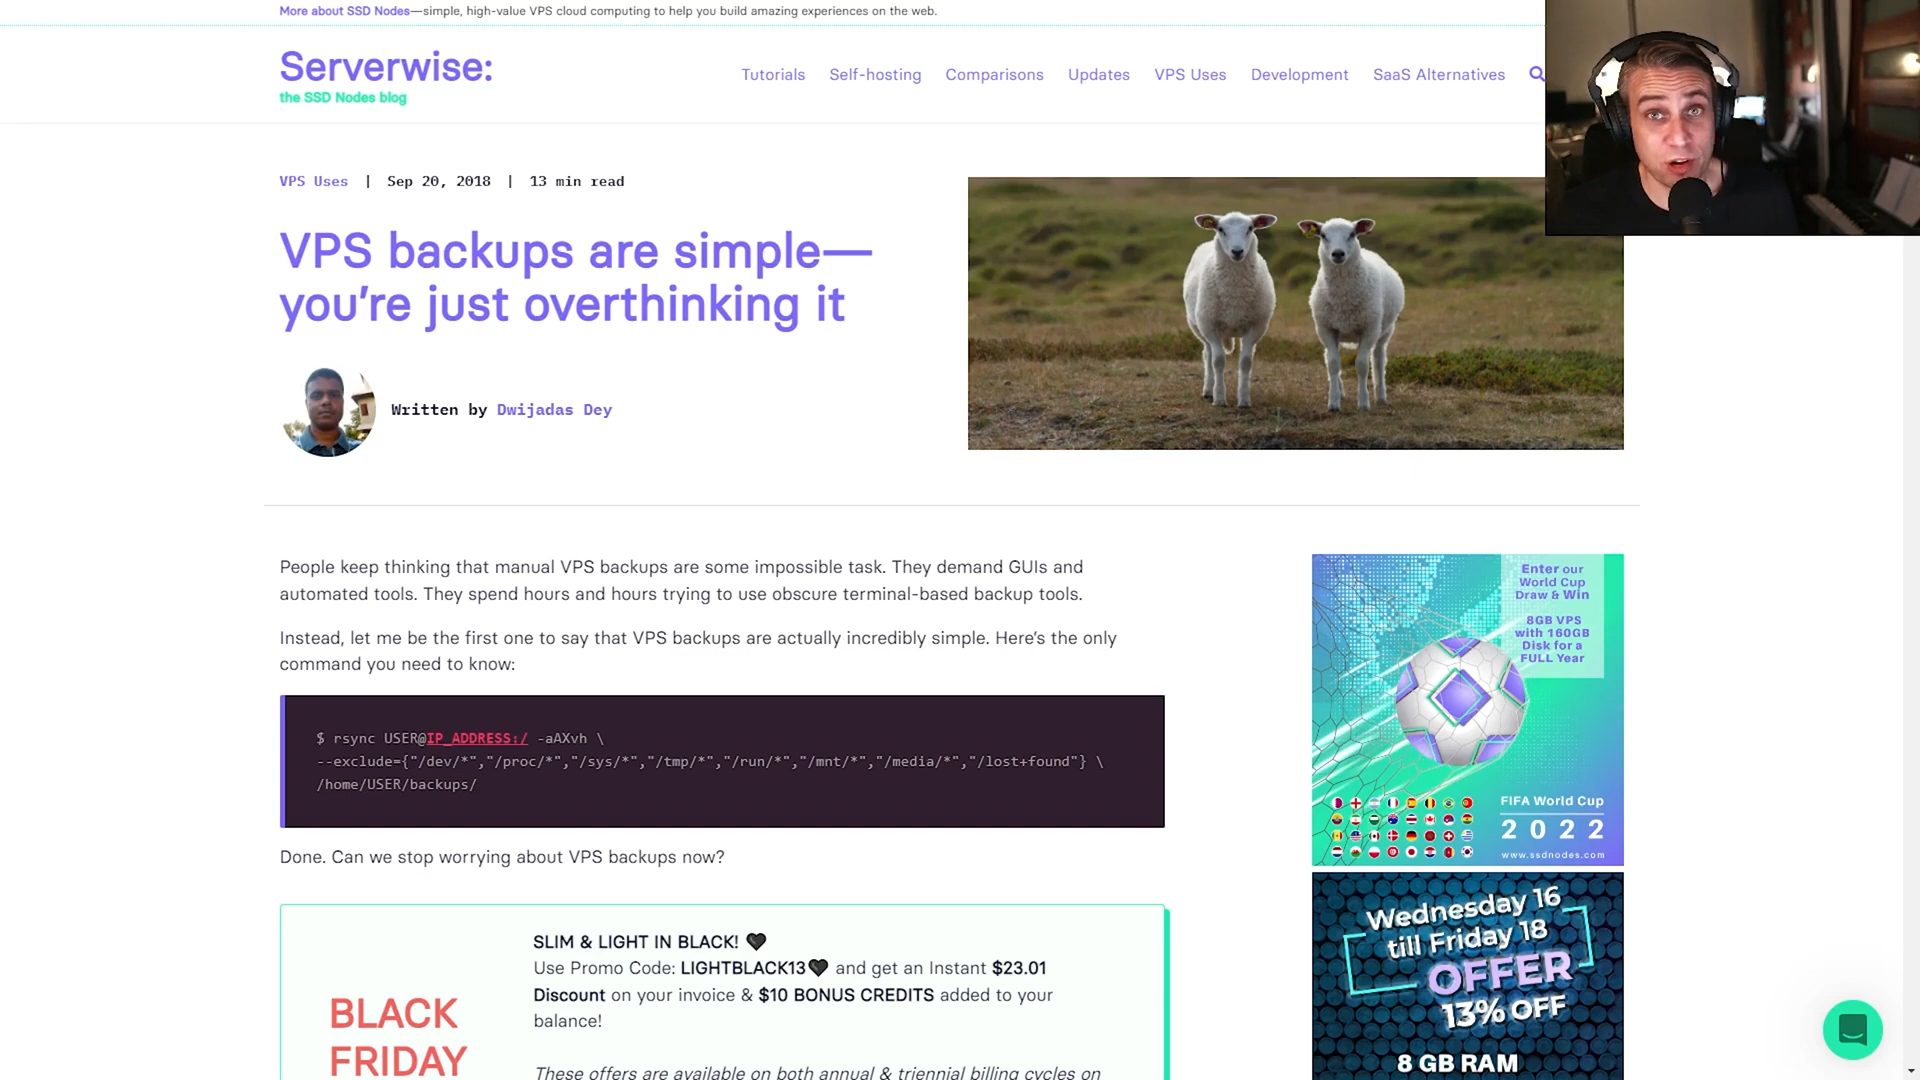 More about SSD Nodes—simple, high-value VPS cloud computing to help you build amazing experiences on the web.
Serverwise:
the SSD Nodes blog
Tutorials Self-hosting Comparisons Updates VPS Uses Development SaaS Alternatives
VPS Uses | Sep 20, 2018 | 13 min read
VPS backups are simple—
you’re just overthinking it
Written by Dwijadas Dey
People keep thinking that manual VPS backups are some impossible task. They demand GUIs and
automated tools. They spend hours and hours trying to use obscure terminal-based backup tools.
Instead, let me be the first one to say that VPS backups are actually incredibly simple. Here’s the only
command you need to know:
$ rsync USER@IP_ADDRESS:/ -aAXvh \
--exclude={"/dev/*","/proc/*","/sys/*","/tmp/*","/run/*","/mnt/*","/media/*","/lost+found"} \
/home/USER/backups/
Done. Can we stop worrying about VPS backups now?
BLACK
FRIDAY
SLIM & LIGHT IN BLACK! 🖤
Use Promo Code: LIGHTBLACK13🖤 and get an Instant $23.01
Discount on your invoice & $10 BONUS CREDITS added to your
balance!
These offers are available on both annual & triennial billing cycles on
Enter our
World Cup
Draw & Win
8GB VPS
with 160GB
Disk for a
FULL Year
FIFA World Cup
2022
www.ssdnodes.com
Wednesday 16
till Friday 18
OFFER
13% OFF
8 GB RAM